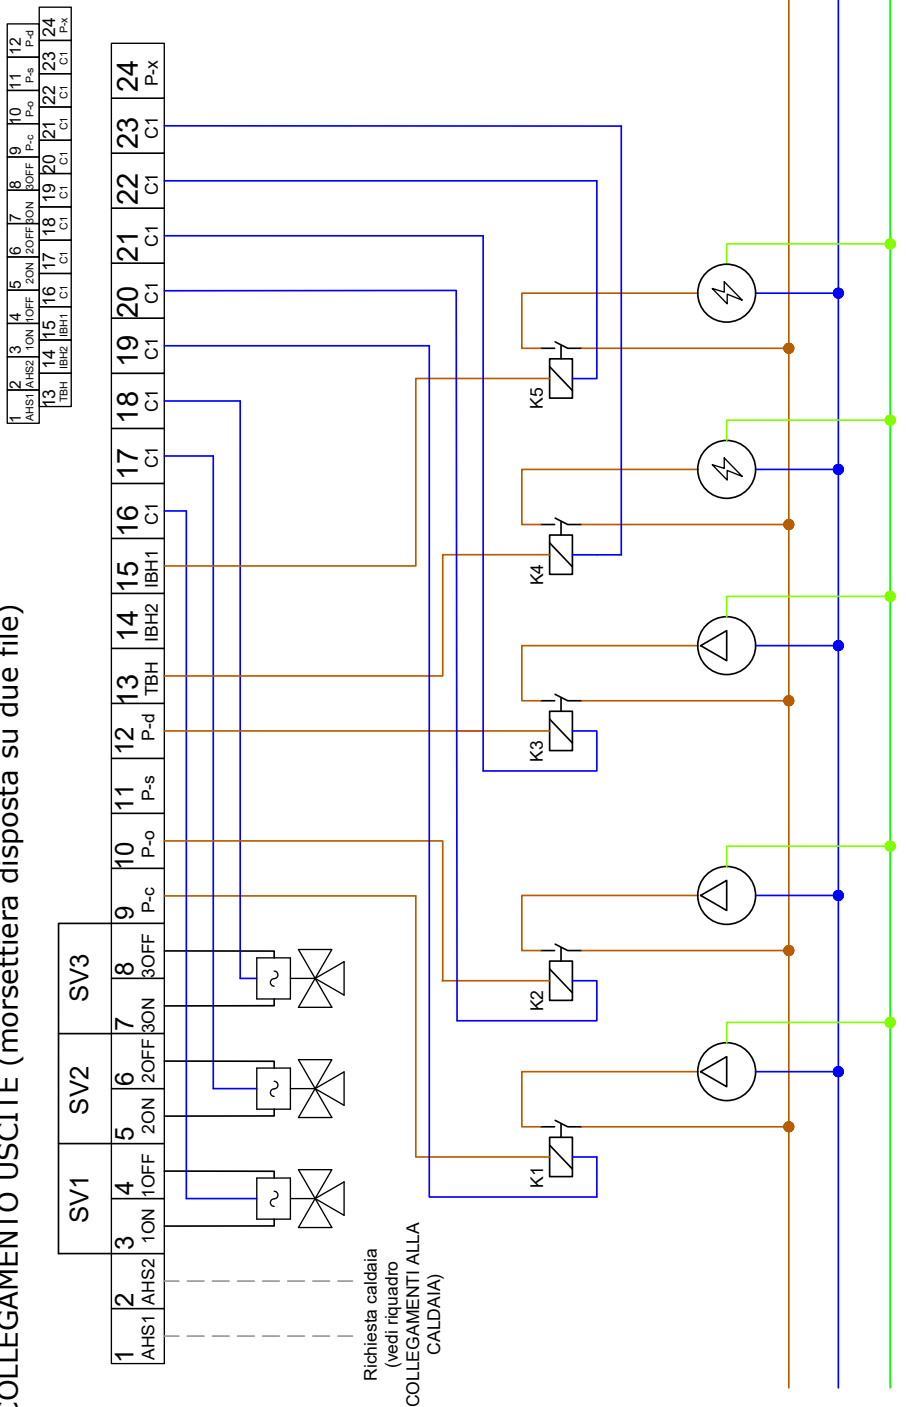 COLLEGAMENTO USCITE (morsettiera disposta su due file)
1 2 3 4 5 6 7 8 9 10 11 12
AHS1 AHS2 1ON 1OFF 2ON 2OFF 3ON 3OFF P-c P-o P-s P-d
13 14 15 16 17 18 19 20 21 22 23 24
TBH IBH2 IBH1 C1 C1 C1 C1 C1 C1 C1 C1 P-x
SV1 SV2 SV3
1 2 3 4 5 6 7 8 9 10 11 12 13 14 15 16 17 18 19 20 21 22 23 24
AHS1 AHS2 1ON 1OFF 2ON 2OFF 3ON 3OFF P-c P-o P-s P-d TBH IBH2 IBH1 C1 C1 C1 C1 C1 C1 C1 C1 P-x
~ ~ ~
Richiesta caldaia
(vedi riquadro
COLLEGAMENTI ALLA
CALDAIA)
K1 K2 K3 K4 K5